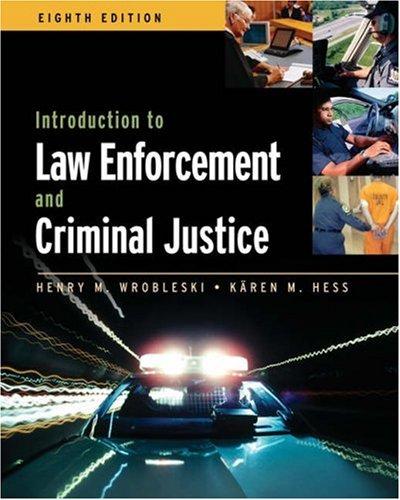 EIGHTH EDITION
Introduction to
Law Enforcement
and
Criminal Justice
HENRY M. WROBLESKI • KÄREN M. HESS